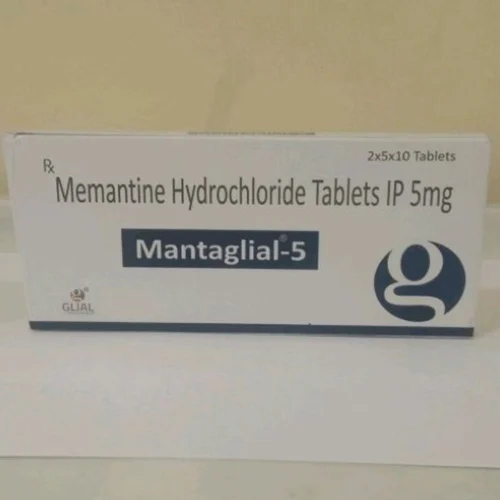 2x5x10 Tablets
Rx
Memantine Hydrochloride Tablets IP 5mg
Mantaglial®-5
g
GLIAL